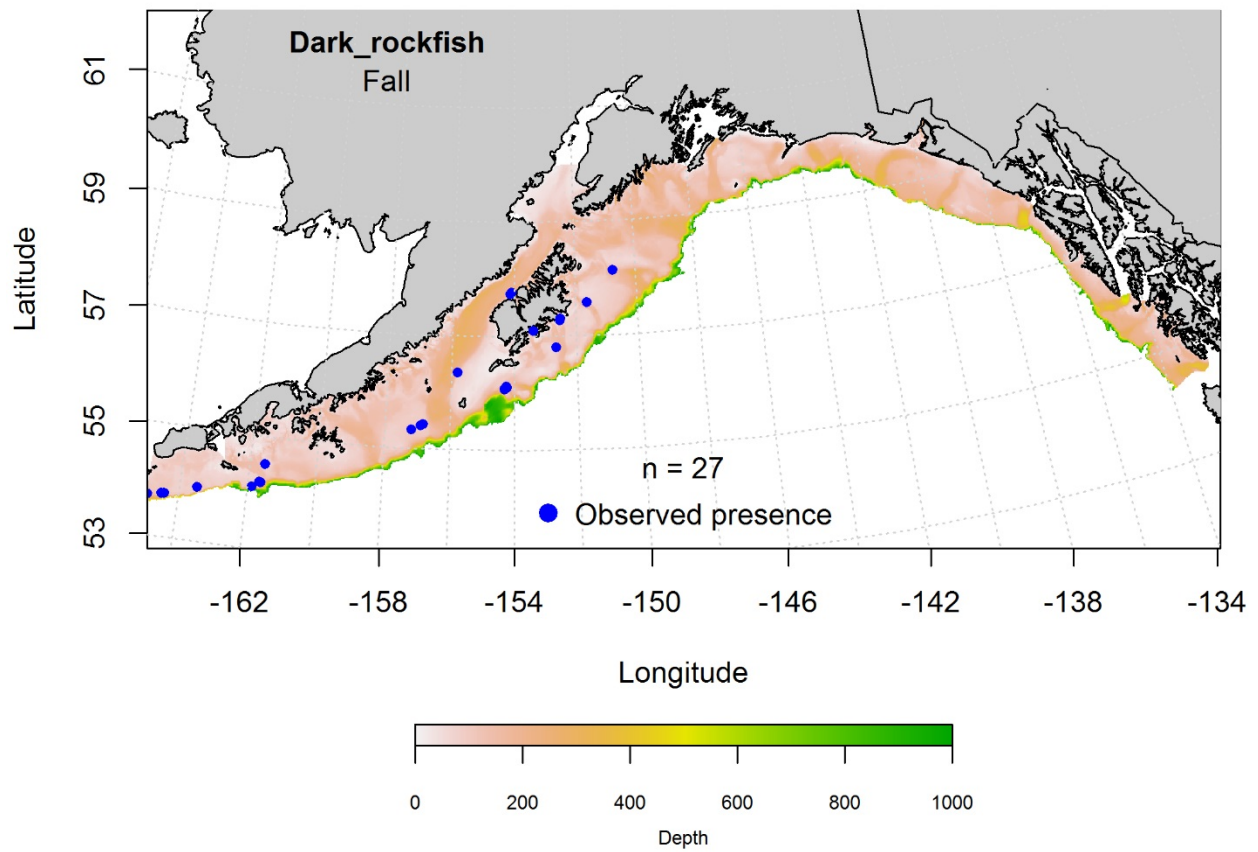 Dark_rockfish
Fall
61
59
57
55
53
Latitude
n = 27
Observed presence
-162 -158 -154 -150 -146 -142 -138 -134
Longitude
0 200 400 600 800 1000
Depth